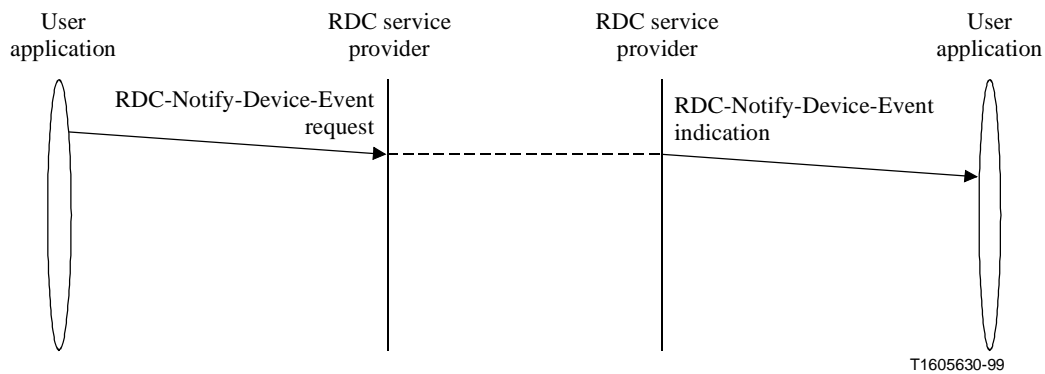 User
application
RDC service
provider
RDC service
provider
User
application
RDC-Notify-Device-Event
request
RDC-Notify-Device-Event
indication
T1605630-99